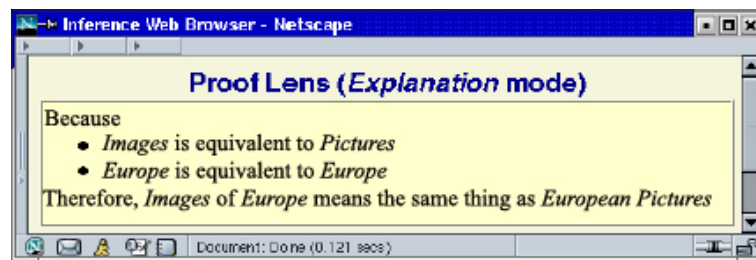 Inference Web Browser - Netscape
Proof Lens (Explanation mode)
Because
• Images is equivalent to Pictures
• Europe is equivalent to Europe
Therefore, Images of Europe means the same thing as European Pictures
Document: Done (0.121 secs)